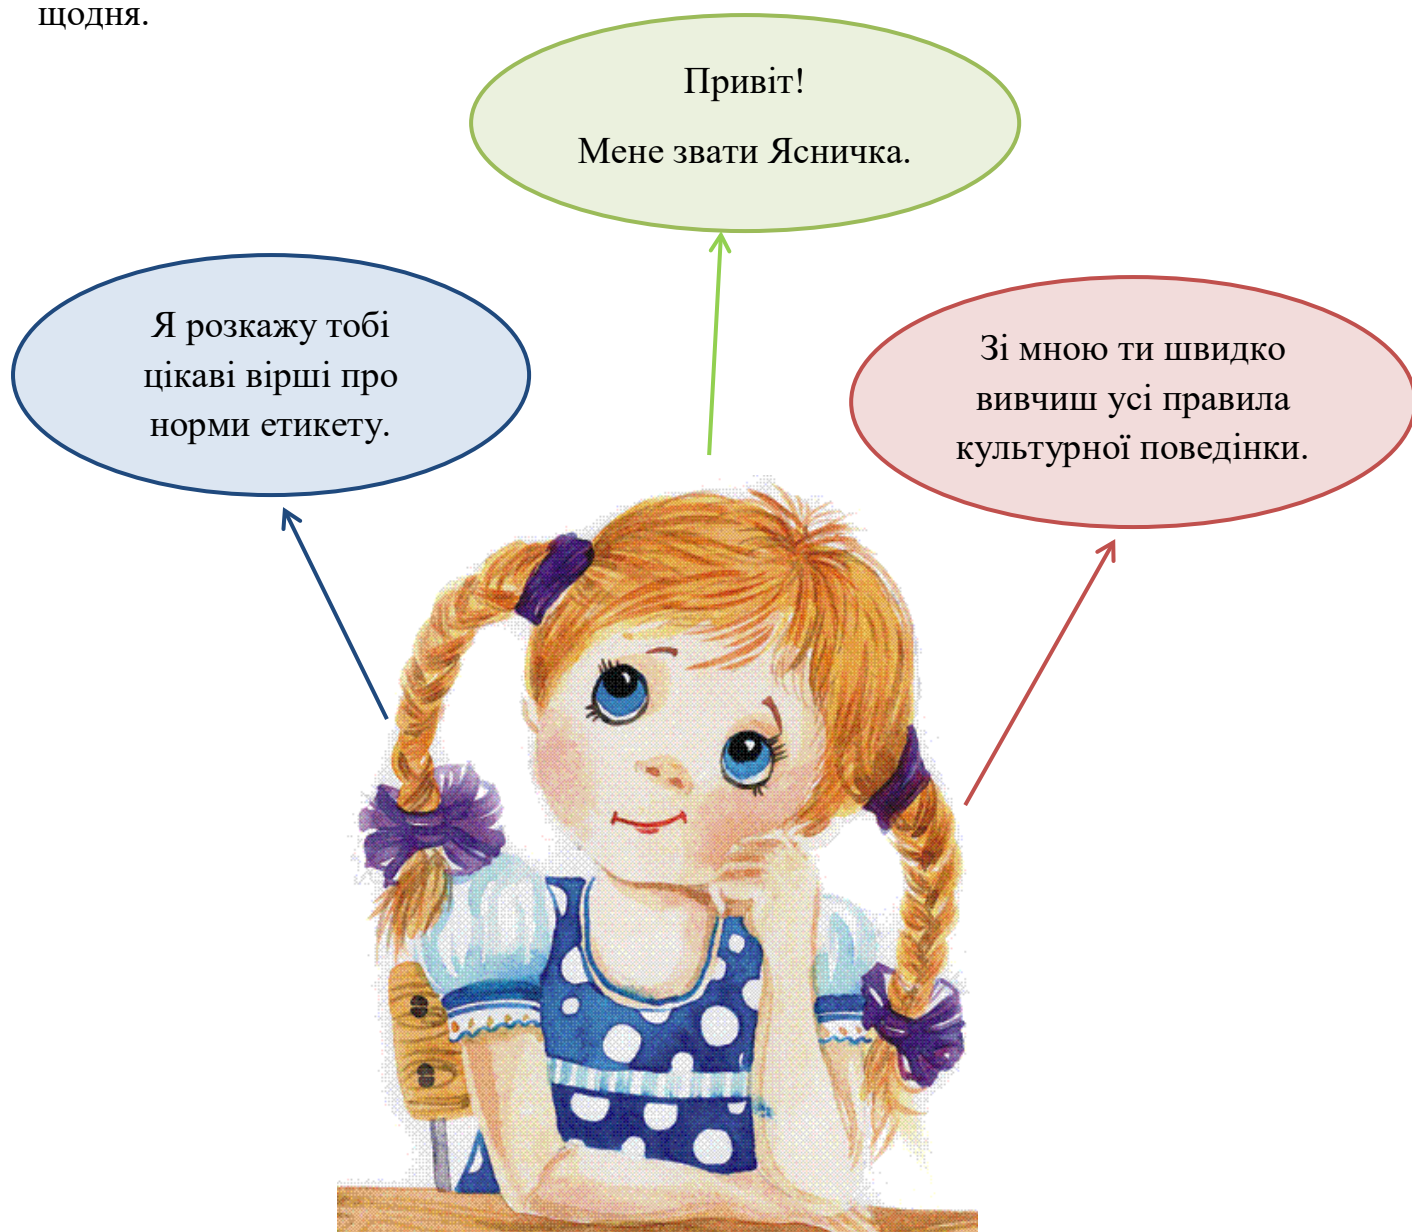 щодня.
Привіт!
Мене звати Ясничка.
Я розкажу тобі
цікаві вірші про
норми етикету.
Зі мною ти швидко
вивчиш усі правила
культурної поведінки.